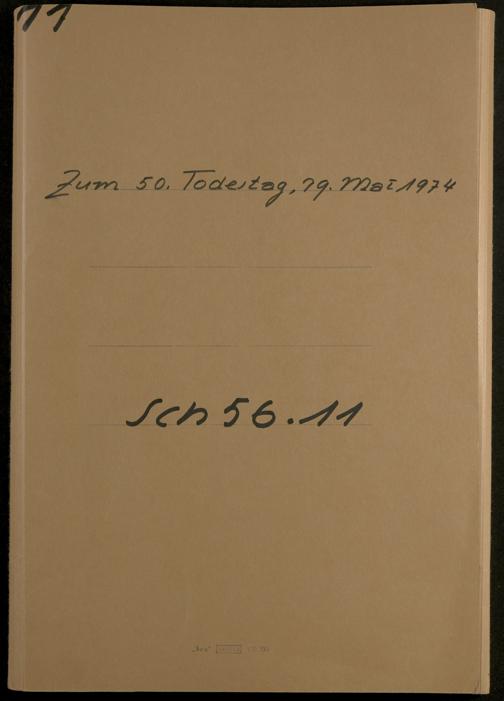 11
Zum 50. Todestag, 19. Mai 1974
Sch 56.11